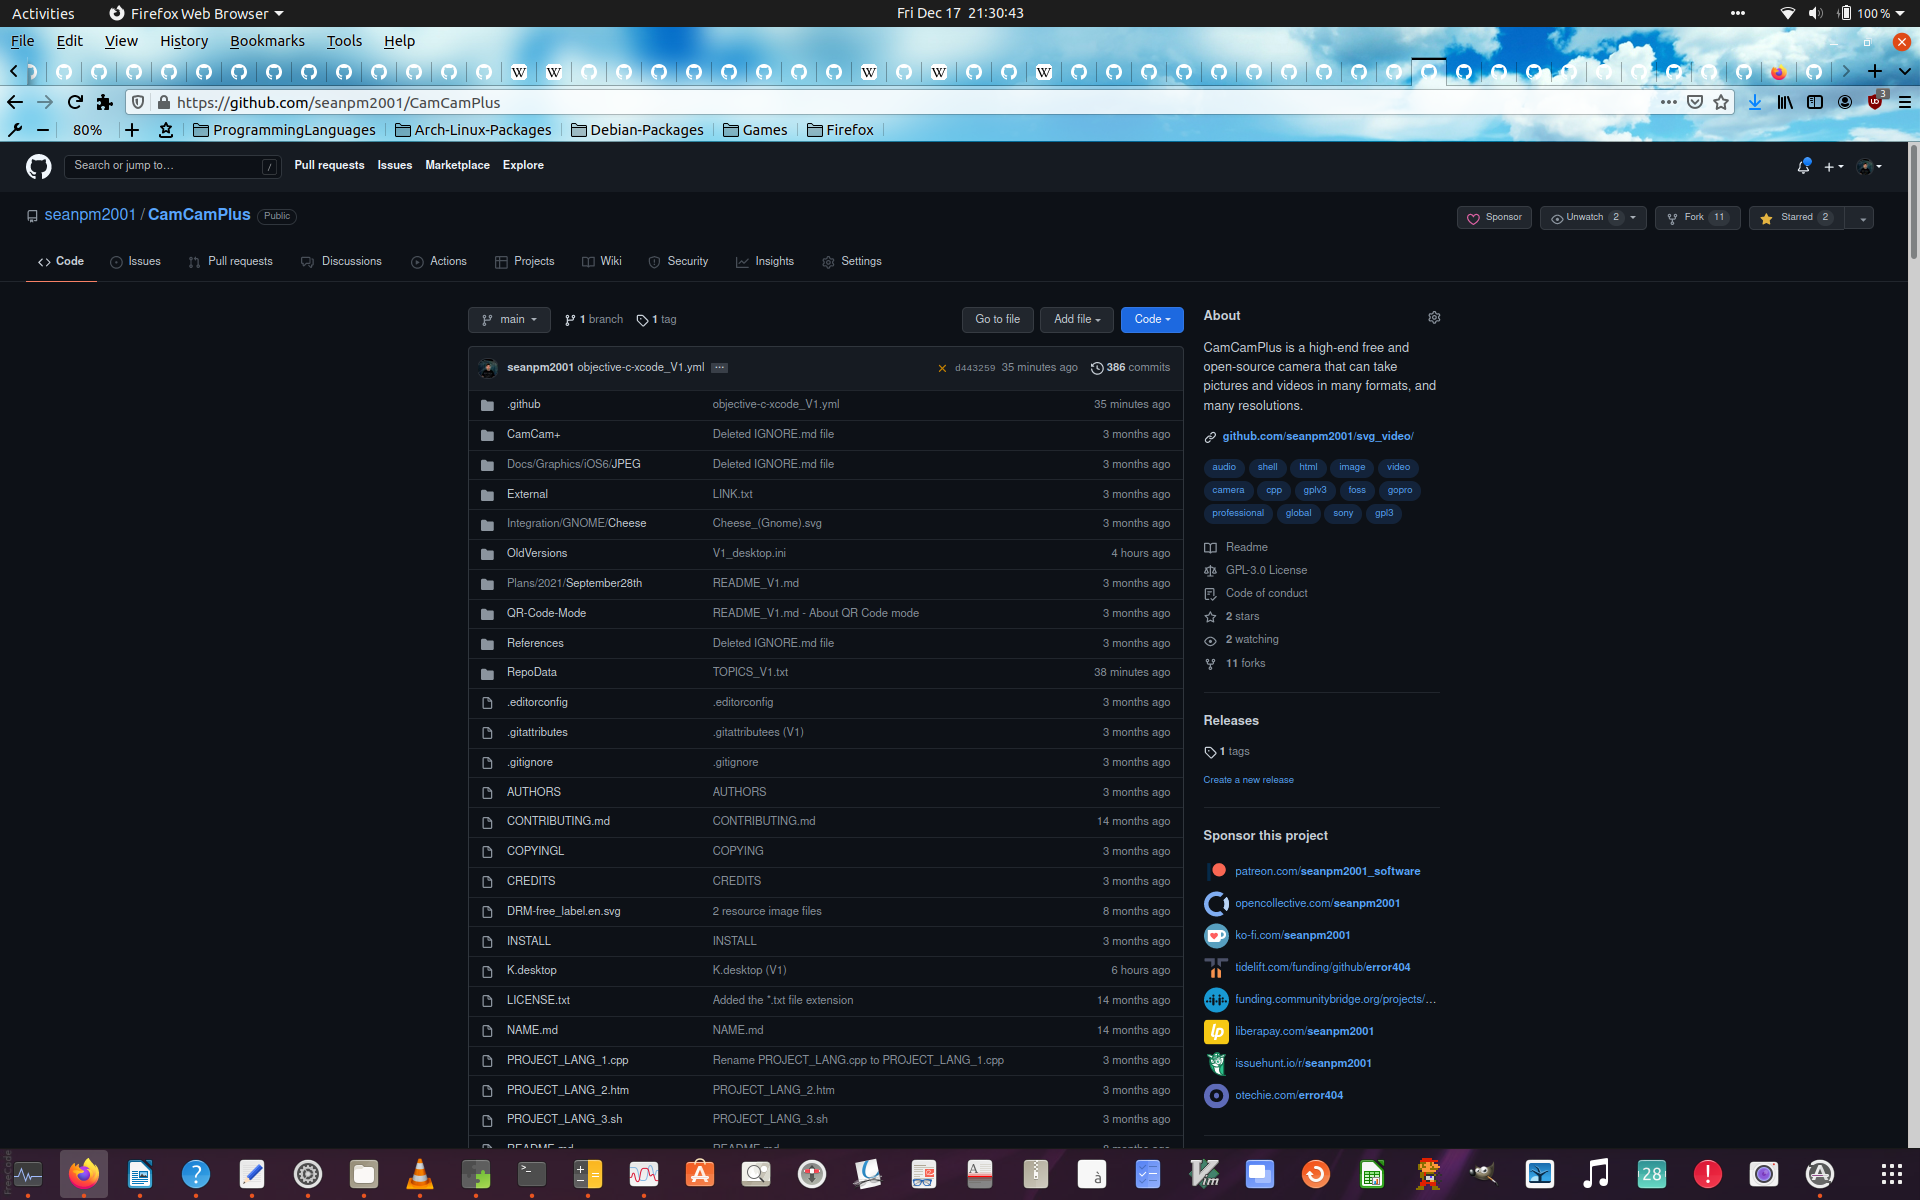 Activities Firefox Web Browser Fri Dec 17 21:30:43 100 %
File Edit View History Bookmarks Tools Help
https://github.com/seanpm2001/CamCamPlus 3
80% ProgrammingLanguages Arch-Linux-Packages Debian-Packages Games Firefox
Search or jump to… / Pull requests Issues Marketplace Explore
seanpm2001 / CamCamPlus Public Sponsor Unwatch 2 Fork 11 Starred 2
Code Issues Pull requests Discussions Actions Projects Wiki Security Insights Settings
main 1 branch 1 tag Go to file Add file Code
seanpm2001 objective-c-xcode_V1.yml d443259 35 minutes ago 386 commits
.github objective-c-xcode_V1.yml 35 minutes ago
CamCam+ Deleted IGNORE.md file 3 months ago
Docs/Graphics/iOS6/JPEG Deleted IGNORE.md file 3 months ago
External LINK.txt 3 months ago
Integration/GNOME/Cheese Cheese_(Gnome).svg 3 months ago
OldVersions V1_desktop.ini 4 hours ago
Plans/2021/September28th README_V1.md 3 months ago
QR-Code-Mode README_V1.md - About QR Code mode 3 months ago
References Deleted IGNORE.md file 3 months ago
RepoData TOPICS_V1.txt 38 minutes ago
.editorconfig .editorconfig 3 months ago
.gitattributes .gitattributees (V1) 3 months ago
.gitignore .gitignore 3 months ago
AUTHORS AUTHORS 3 months ago
CONTRIBUTING.md CONTRIBUTING.md 14 months ago
COPYINGL COPYING 3 months ago
CREDITS CREDITS 3 months ago
DRM-free_label.en.svg 2 resource image files 8 months ago
INSTALL INSTALL 3 months ago
K.desktop K.desktop (V1) 6 hours ago
LICENSE.txt Added the *.txt file extension 14 months ago
NAME.md NAME.md 14 months ago
PROJECT_LANG_1.cpp Rename PROJECT_LANG.cpp to PROJECT_LANG_1.cpp 3 months ago
PROJECT_LANG_2.htm PROJECT_LANG_2.htm 3 months ago
PROJECT_LANG_3.sh PROJECT_LANG_3.sh 3 months ago
About
CamCamPlus is a high-end free and
open-source camera that can take
pictures and videos in many formats, and
many resolutions.
github.com/seanpm2001/svg_video/
audio shell html image video
camera cpp gplv3 foss gopro
professional global sony gpl3
Readme
GPL-3.0 License
Code of conduct
2 stars
2 watching
11 forks
Releases
1 tags
Create a new release
Sponsor this project
patreon.com/seanpm2001_software
opencollective.com/seanpm2001
ko-fi.com/seanpm2001
tidelift.com/funding/github/error404
funding.communitybridge.org/projects/…
liberapay.com/seanpm2001
issuehunt.io/r/seanpm2001
otechie.com/error404
28